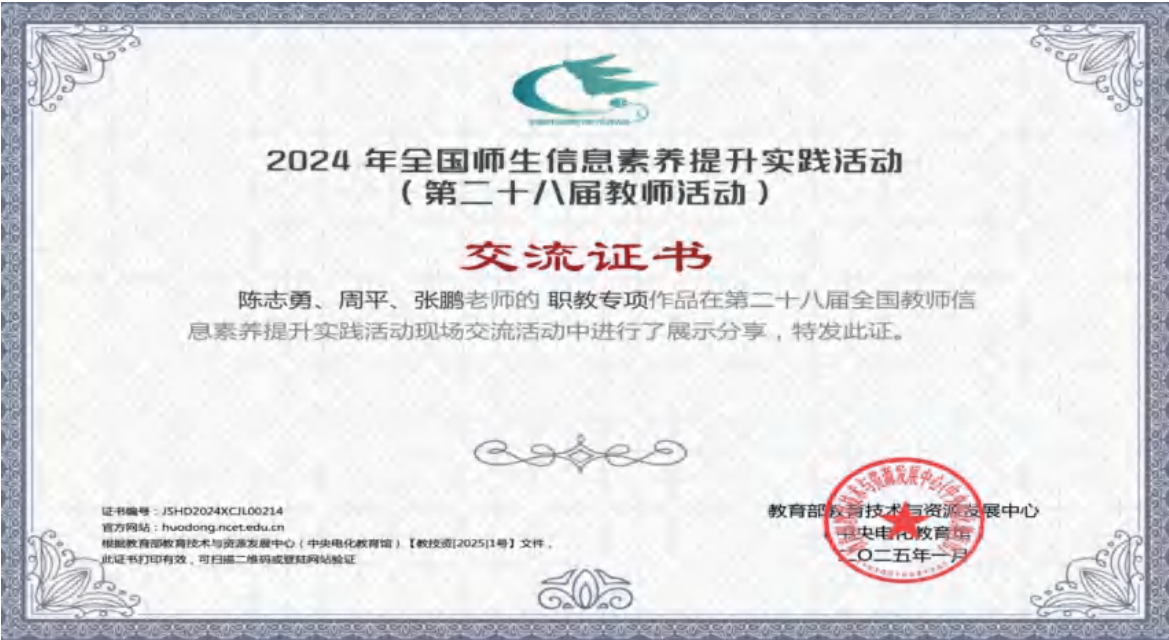 2024 年全国师生信息素养提升实践活动
（第二十八届教师活动）
交流证书
陈志勇、周平、张鹏老师的 职教专项作品在第二十八届全国教师信
息素养提升实践活动现场交流活动中进行了展示分享，特发此证。
证书编号：JSHD2024XCJL00214
官方网站：huodong.ncet.edu.cn
根据教育部教育技术与资源发展中心（中央电化教育馆）【教技资[2025]1号】文件，
此证书打印有效，可扫描二维码或登陆网站验证
教育部教育技术与资源发展中心
（中央电化教育馆）
二〇二五年一月